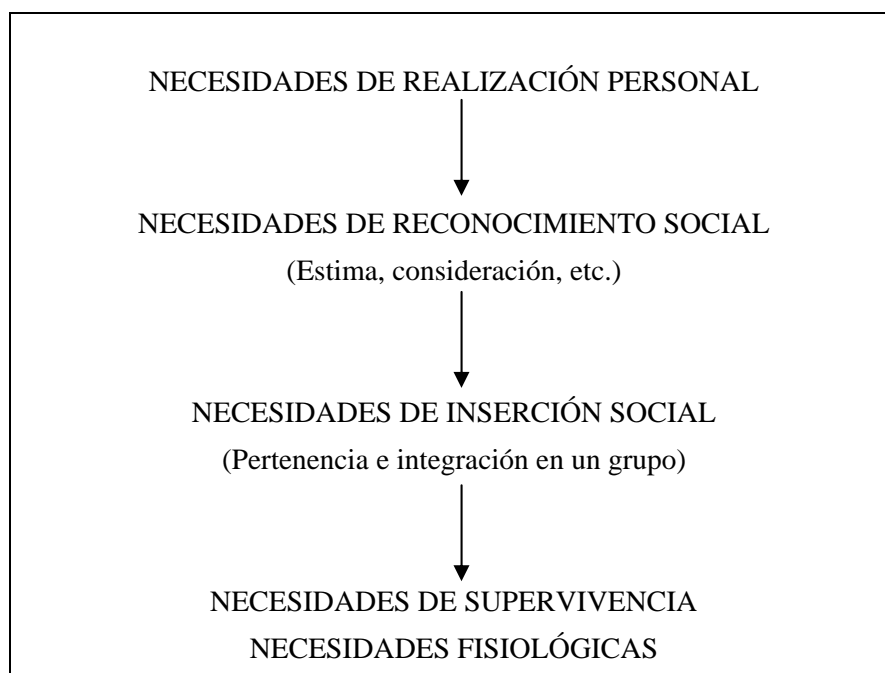 NECESIDADES DE REALIZACIÓN PERSONAL
NECESIDADES DE RECONOCIMIENTO SOCIAL
(Estima, consideración, etc.)
NECESIDADES DE INSERCIÓN SOCIAL
(Pertenencia e integración en un grupo)
NECESIDADES DE SUPERVIVENCIA
NECESIDADES FISIOLÓGICAS